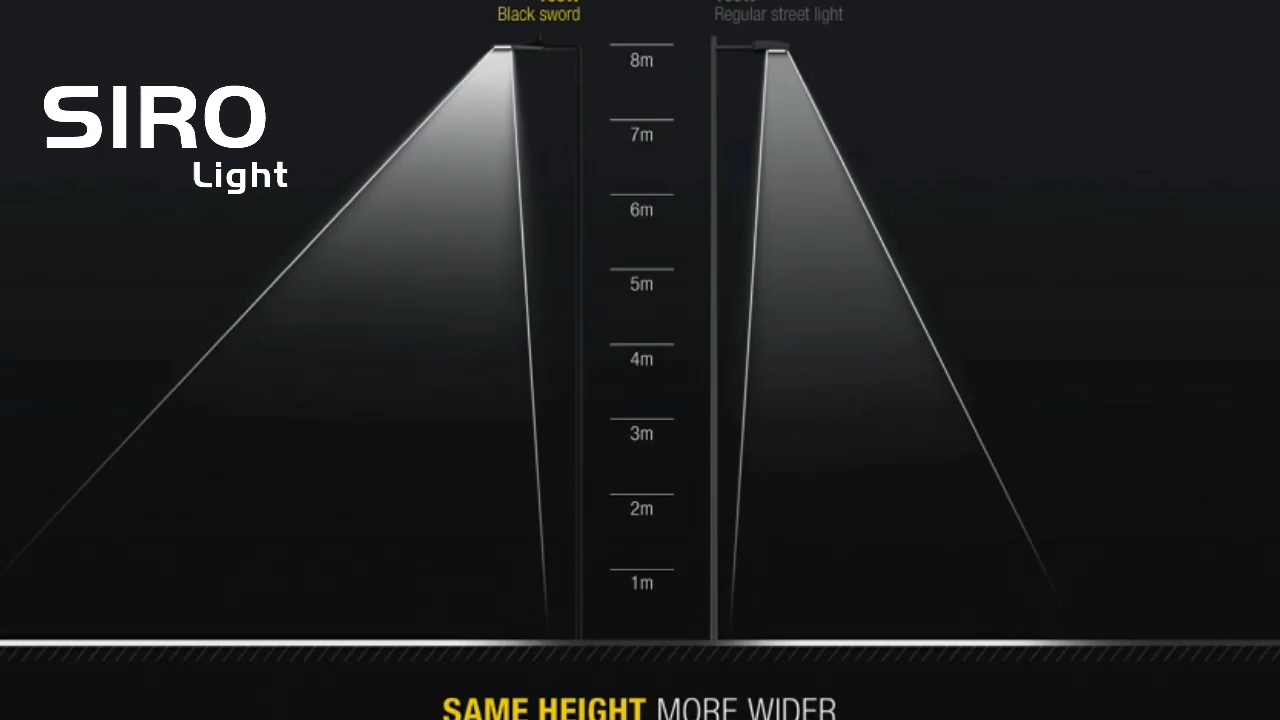 Black sword
Regular street light
SIRO
Light
8m
7m
6m
5m
4m
3m
2m
1m
SAME HEIGHT MORE WIDER